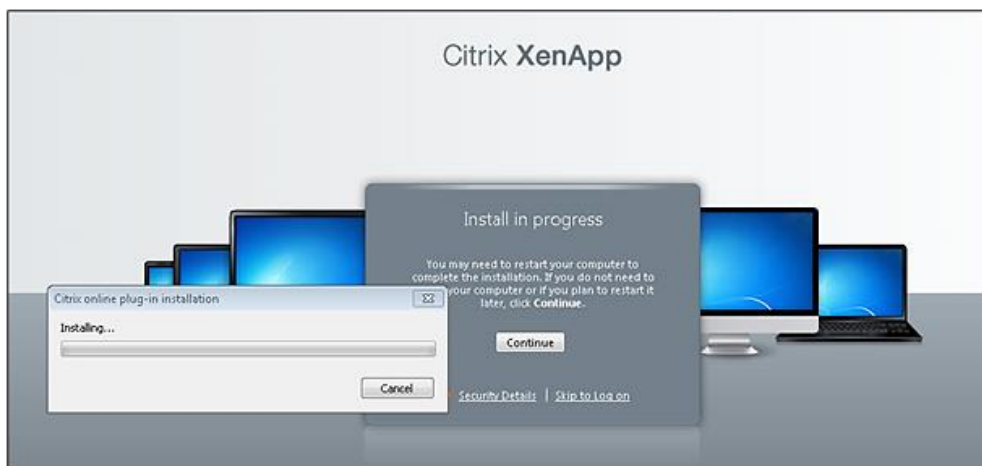 Citrix XenApp
Install in progress
You may need to restart your computer to
complete the installation. If you do not need to
your computer or if you plan to restart it
later, click Continue.
Continue
Security Details | Skip to Log on
Citrix online plug-in installation
Installing...
Cancel